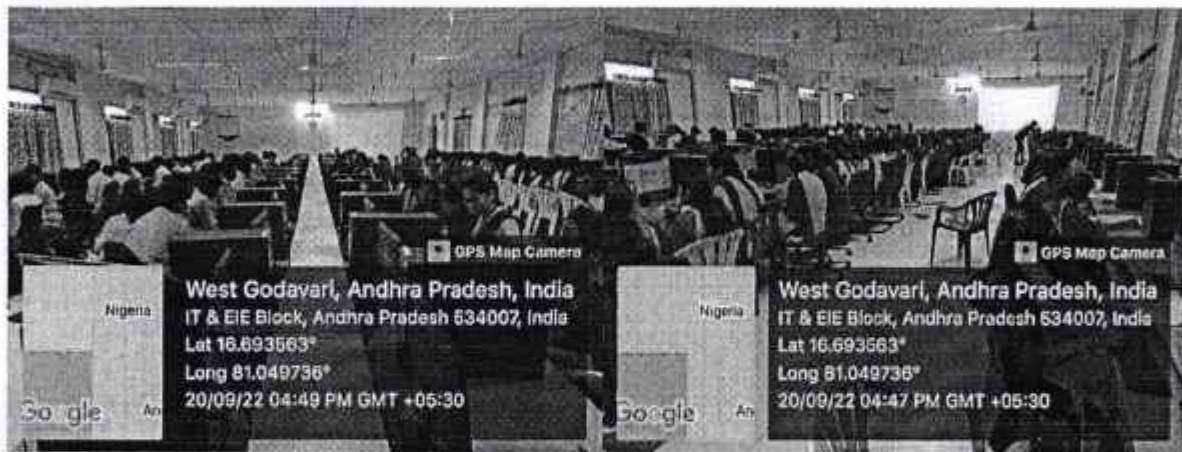 GPS Map Camera
West Godavari, Andhra Pradesh, India
IT & EIE Block, Andhra Pradesh 534007, India
Lat 16.693563°
Long 81.049736°
20/09/22 04:49 PM GMT +05:30
Nigeria
Google
An
GPS Map Camera
West Godavari, Andhra Pradesh, India
IT & EIE Block, Andhra Pradesh 534007, India
Lat 16.693563°
Long 81.049736°
20/09/22 04:47 PM GMT +05:30
Nigeria
Google
An